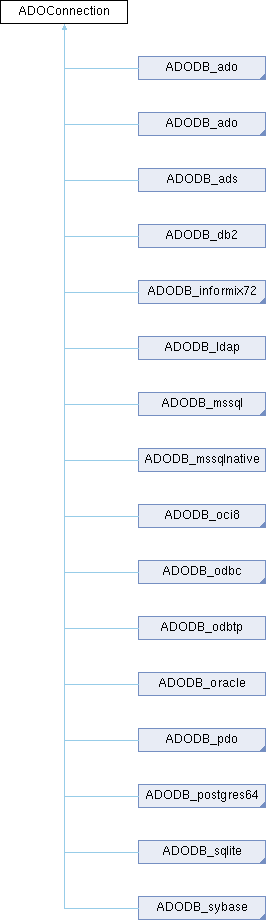 ADOConnection
ADODB_ado
ADODB_ado
ADODB_ads
ADODB_db2
ADODB_informix72
ADODB_ldap
ADODB_mssql
ADODB_mssqlnative
ADODB_oci8
ADODB_odbc
ADODB_odbtp
ADODB_oracle
ADODB_pdo
ADODB_postgres64
ADODB_sqlite
ADODB_sybase